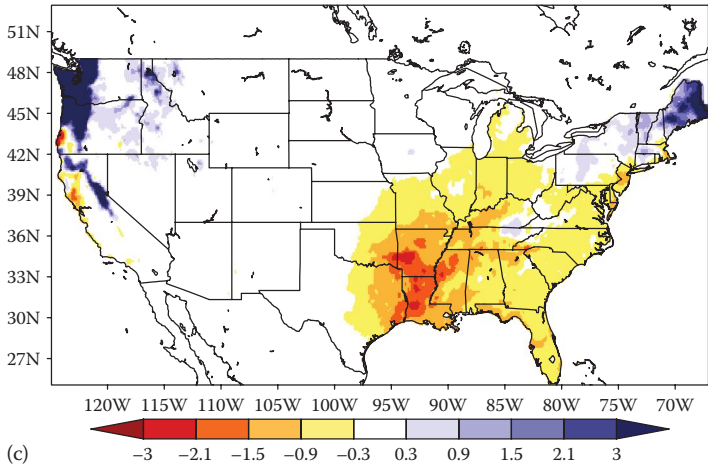 51N
48N
45N
42N
39N
36N
33N
30N
27N
120W 115W 110W 105W 100W 95W 90W 85W 80W 75W 70W
(c) −3 −2.1 −1.5 −0.9 −0.3 0.3 0.9 1.5 2.1 3